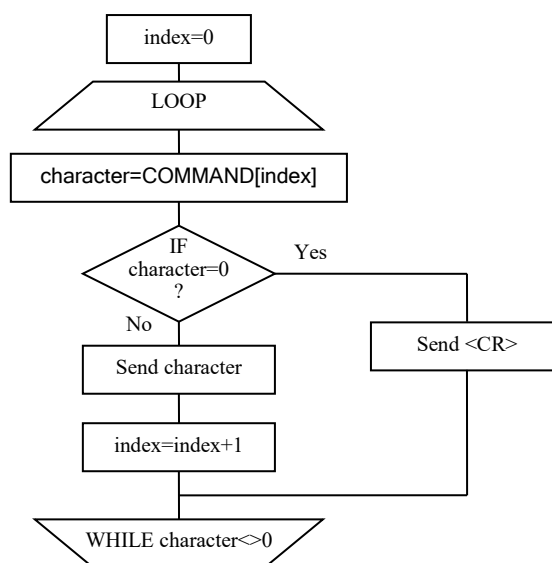 index=0
LOOP
character=COMMAND[index]
IF
character=0
?
Yes
No
Send character
Send <CR>
index=index+1
WHILE character<>0